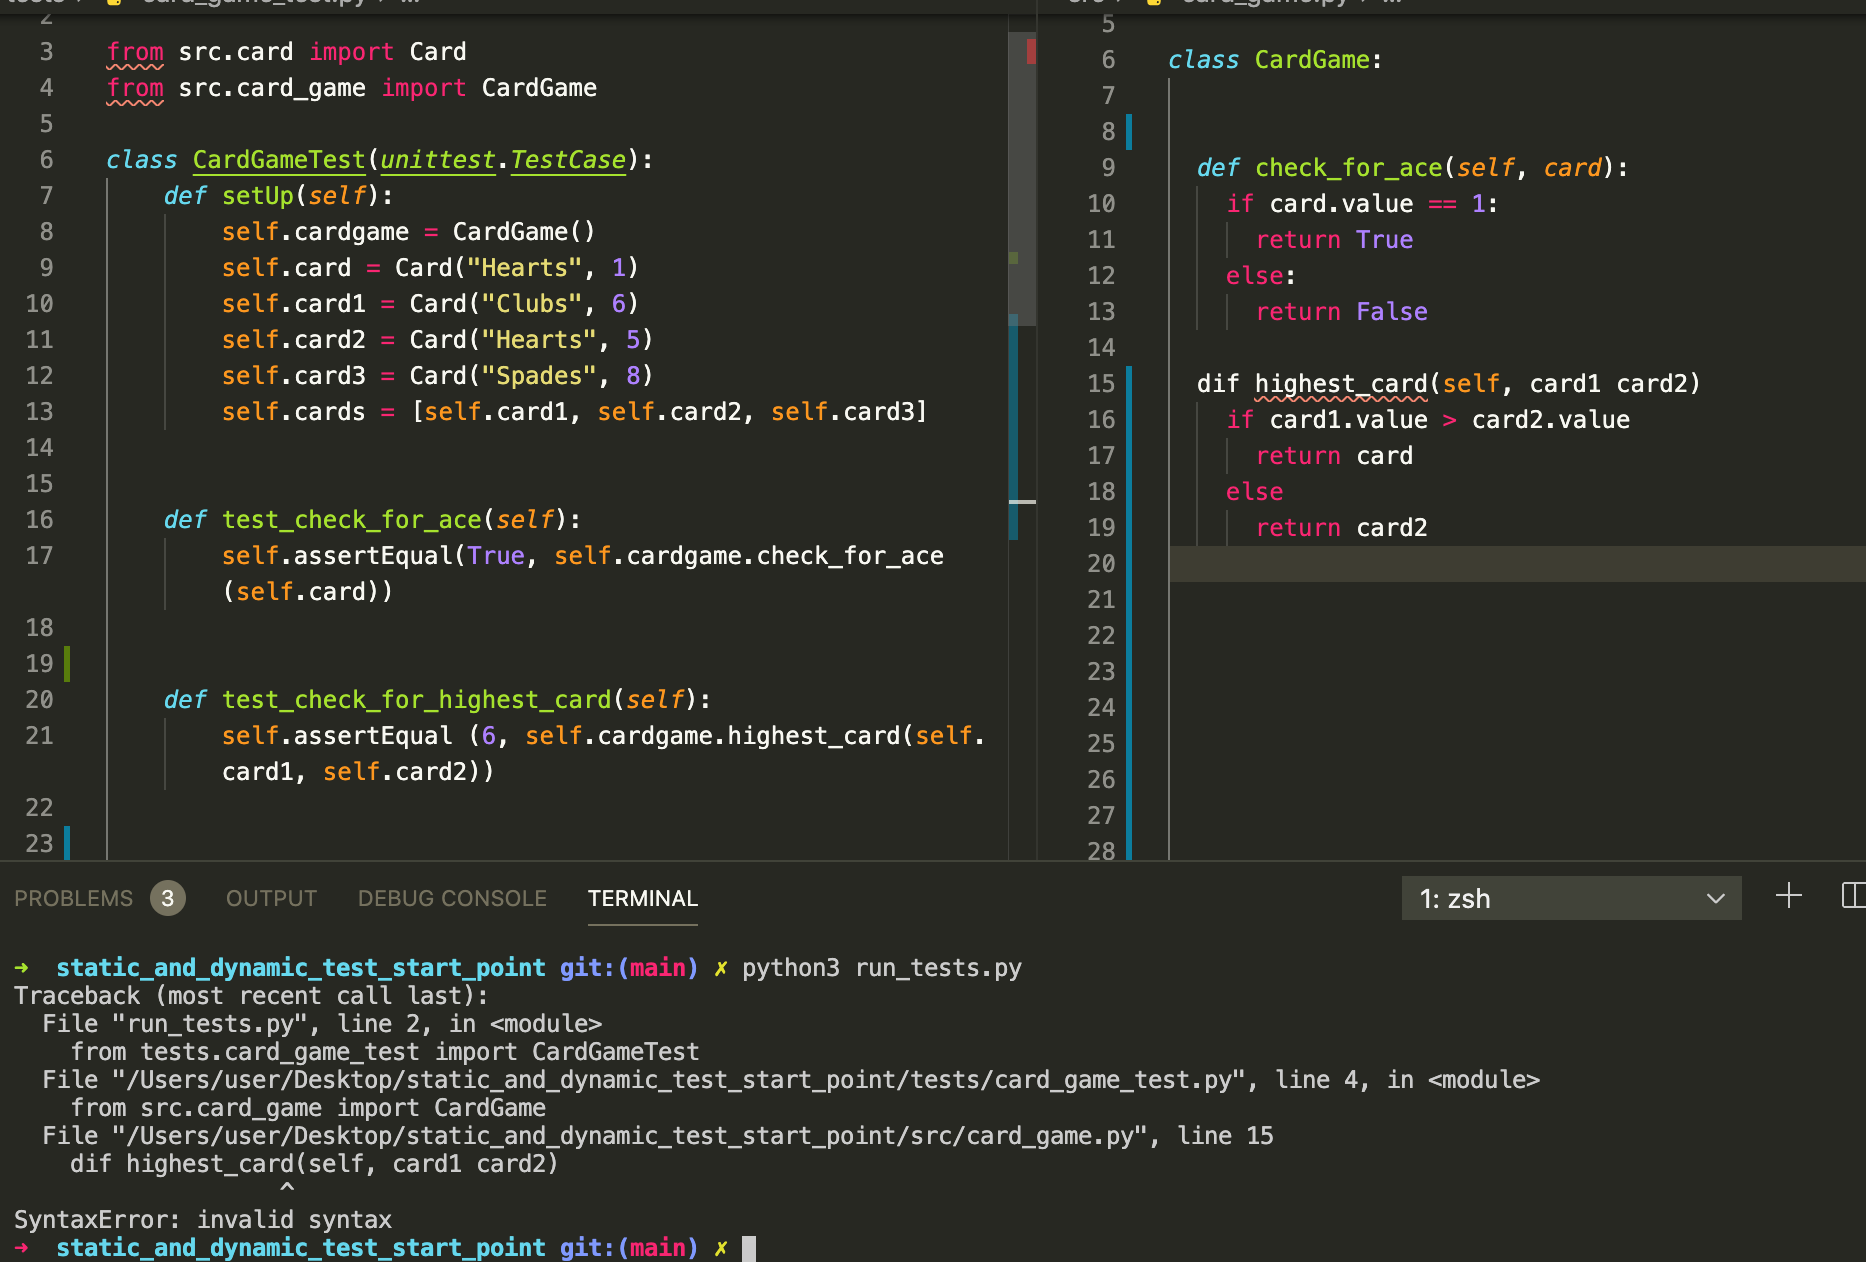 2
3 from src.card import Card
4 from src.card_game import CardGame
5
6 class CardGameTest(unittest.TestCase):
7 def setUp(self):
8 self.cardgame = CardGame()
9 self.card = Card("Hearts", 1)
10 self.card1 = Card("Clubs", 6)
11 self.card2 = Card("Hearts", 5)
12 self.card3 = Card("Spades", 8)
13 self.cards = [self.card1, self.card2, self.card3]
14
15
16 def test_check_for_ace(self):
17 self.assertEqual(True, self.cardgame.check_for_ace
(self.card))
18
19
20 def test_check_for_highest_card(self):
21 self.assertEqual (6, self.cardgame.highest_card(self.
card1, self.card2))
22
23
5
6 class CardGame:
7
8
9 def check_for_ace(self, card):
10 if card.value == 1:
11 return True
12 else:
13 return False
14
15 dif highest_card(self, card1 card2)
16 if card1.value > card2.value
17 return card
18 else
19 return card2
20
21
22
23
24
25
26
27
28
PROBLEMS 3 OUTPUT DEBUG CONSOLE TERMINAL 1: zsh
➜ static_and_dynamic_test_start_point git:(main) ✗ python3 run_tests.py
Traceback (most recent call last):
File "run_tests.py", line 2, in <module>
from tests.card_game_test import CardGameTest
File "/Users/user/Desktop/static_and_dynamic_test_start_point/tests/card_game_test.py", line 4, in <module>
from src.card_game import CardGame
File "/Users/user/Desktop/static_and_dynamic_test_start_point/src/card_game.py", line 15
dif highest_card(self, card1 card2)
^
SyntaxError: invalid syntax
➜ static_and_dynamic_test_start_point git:(main) ✗